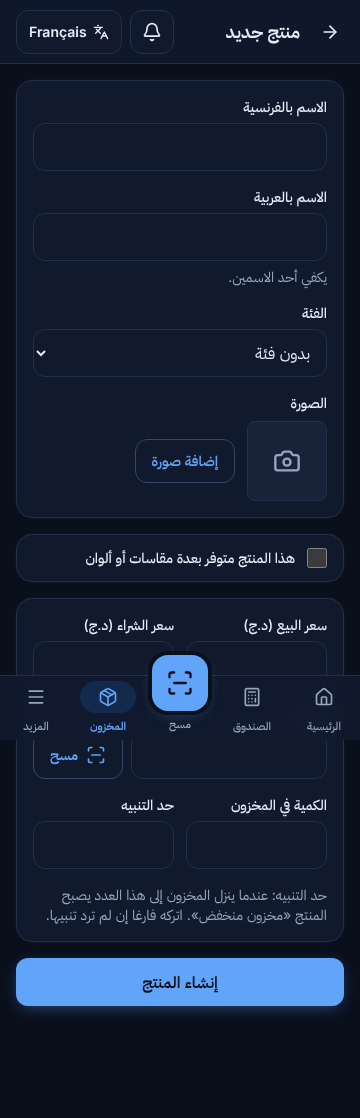 منتج جديد
Français
الاسم بالفرنسية
الاسم بالعربية
يكفي أحد الاسمين.
الفئة
بدون فئة
الصورة
إضافة صورة
هذا المنتج متوفر بعدة مقاسات أو ألوان
سعر البيع (د.ج)
سعر الشراء (د.ج)
الرئيسية
الصندوق
مسح
المخزون
المزيد
مسح
الكمية في المخزون
حد التنبيه
حد التنبيه: عندما ينزل المخزون إلى هذا العدد يصبح
المنتج «مخزون منخفض». اتركه فارغا إن لم ترد تنبيها.
إنشاء المنتج